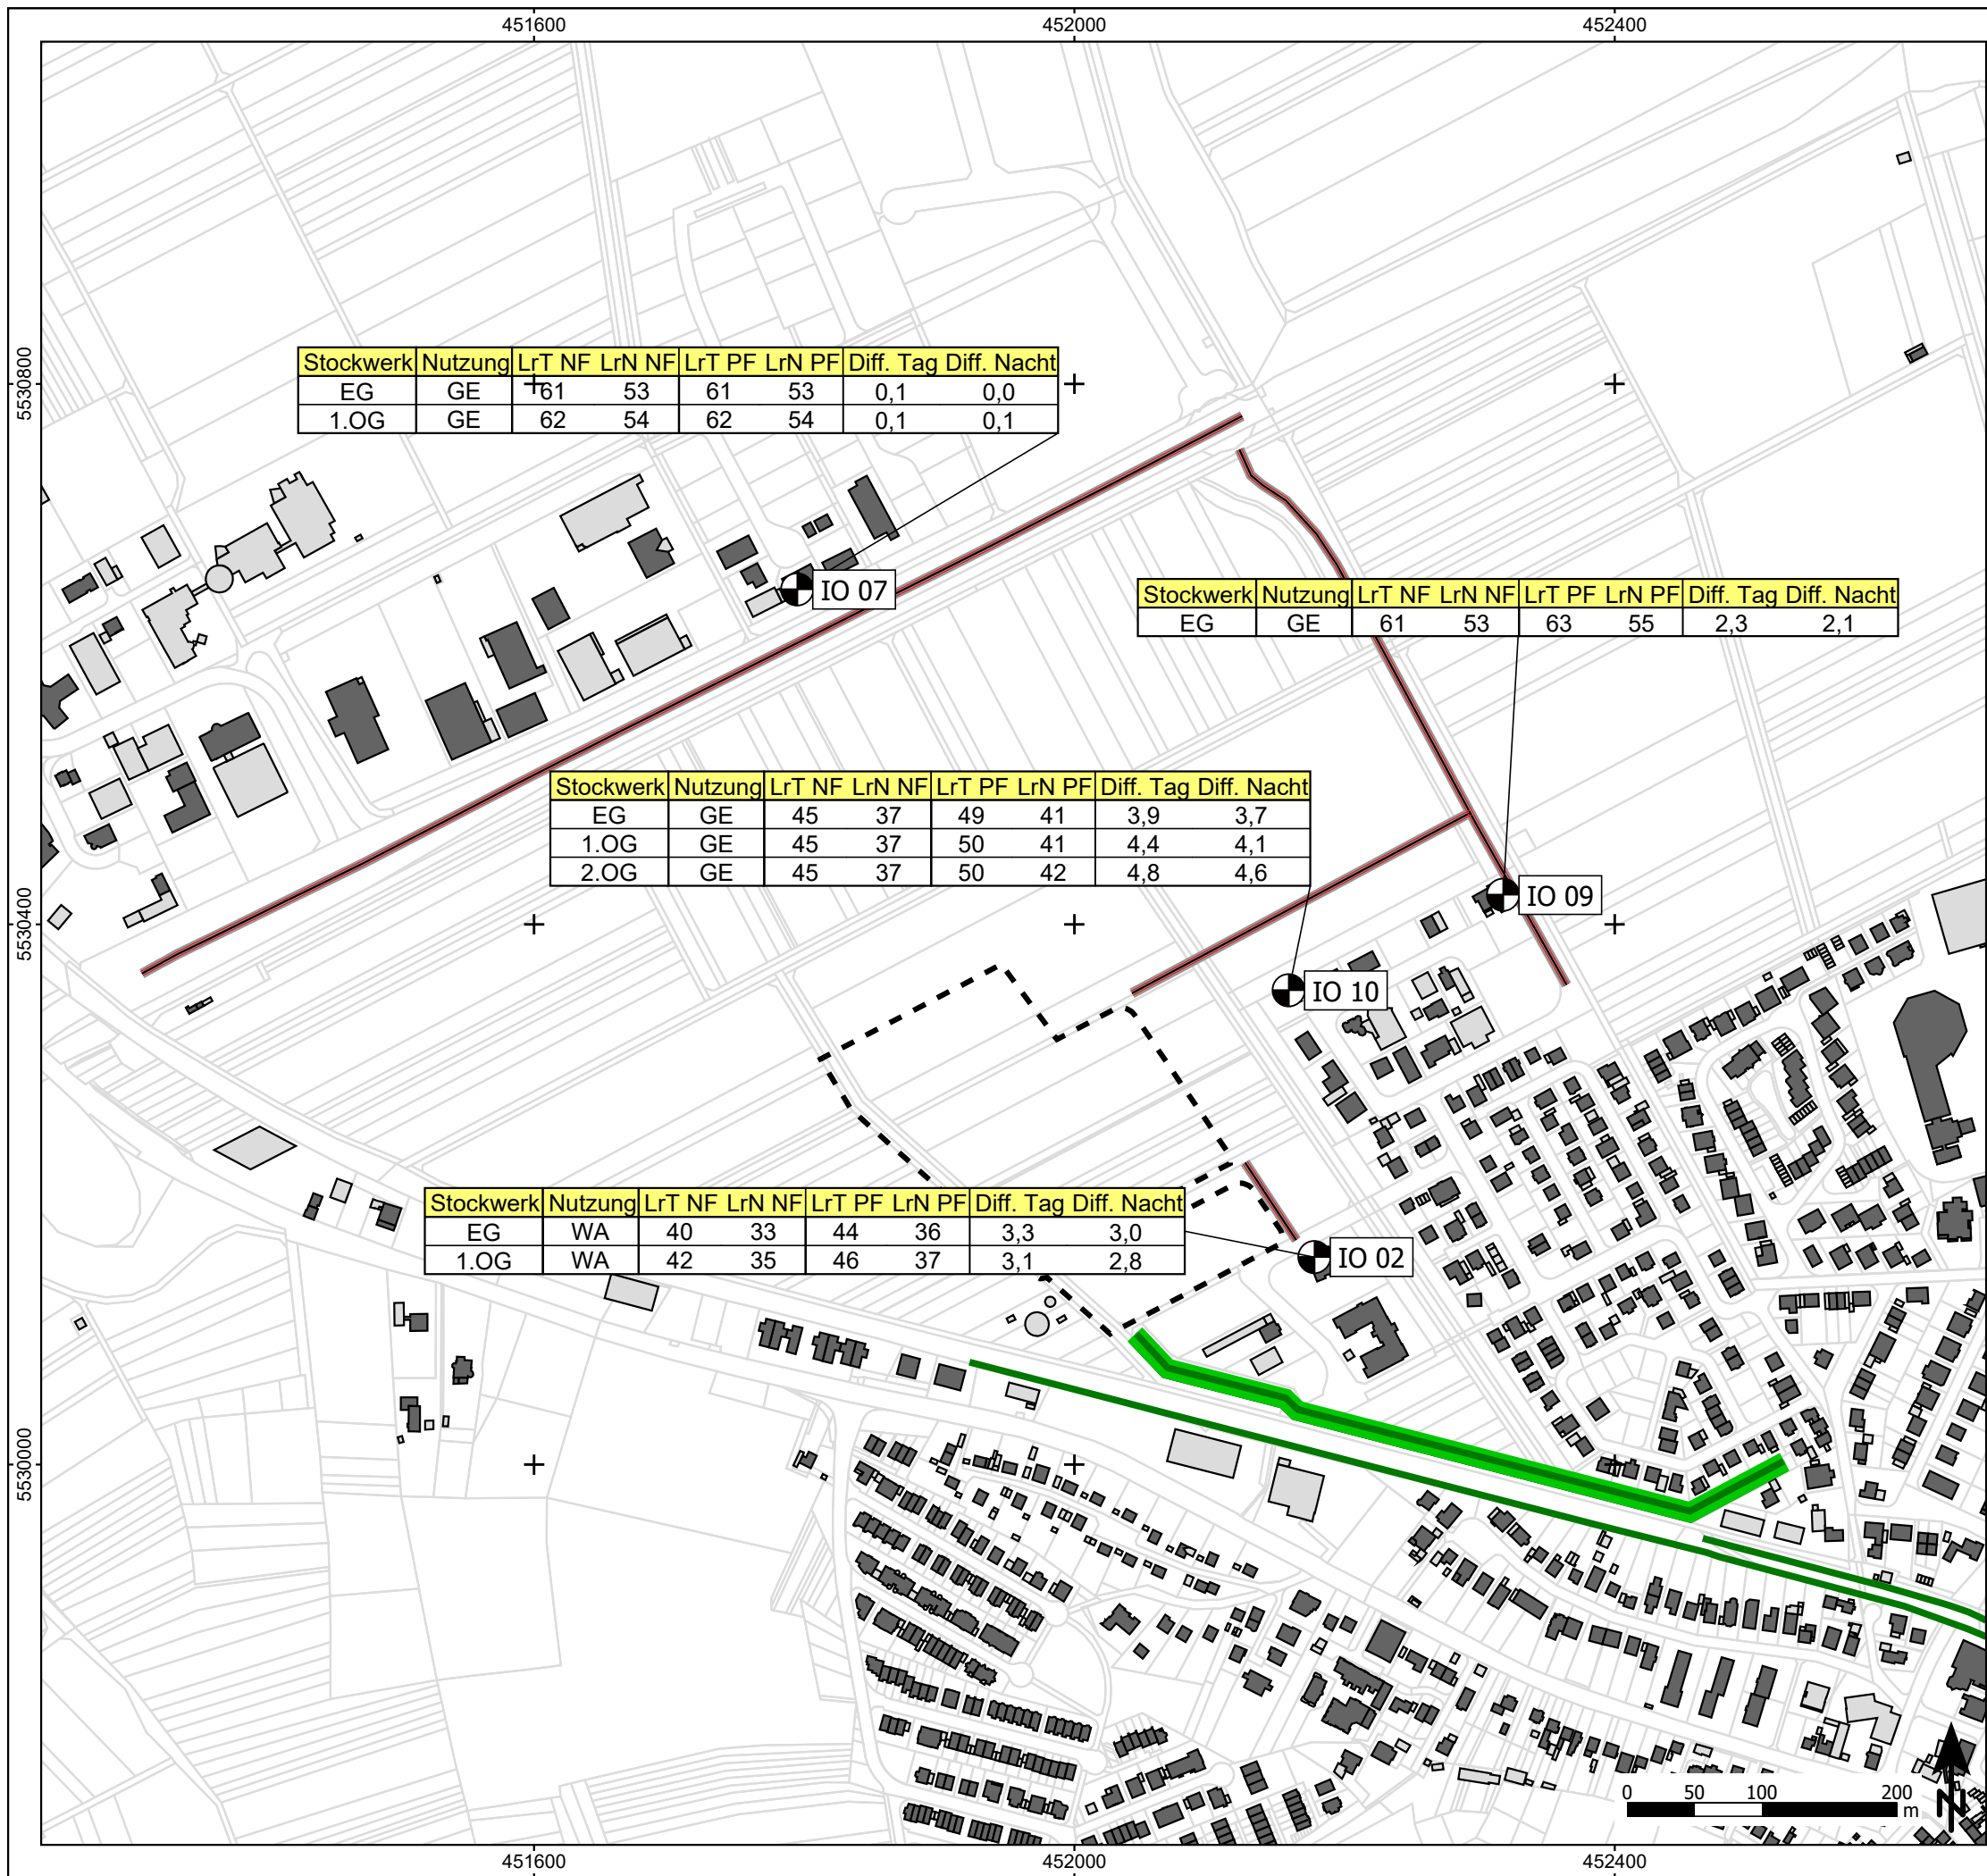 451600 452000 452400
5530800
Stockwerk Nutzung LrT NF LrN NF LrT PF LrN PF Diff. Tag Diff. Nacht
EG GE 61 53 61 53 0,1 0,0
1.OG GE 62 54 62 54 0,1 0,1
IO 07
Stockwerk Nutzung LrT NF LrN NF LrT PF LrN PF Diff. Tag Diff. Nacht
EG GE 61 53 63 55 2,3 2,1
Stockwerk Nutzung LrT NF LrN NF LrT PF LrN PF Diff. Tag Diff. Nacht
EG GE 45 37 49 41 3,9 3,7
1.OG GE 45 37 50 41 4,4 4,1
2.OG GE 45 37 50 42 4,8 4,6
IO 09
5530400
IO 10
Stockwerk Nutzung LrT NF LrN NF LrT PF LrN PF Diff. Tag Diff. Nacht
EG WA 40 33 44 36 3,3 3,0
1.OG WA 42 35 46 37 3,1 2,8
IO 02
5530000
0 50 100 200
m
N
451600 452000 452400